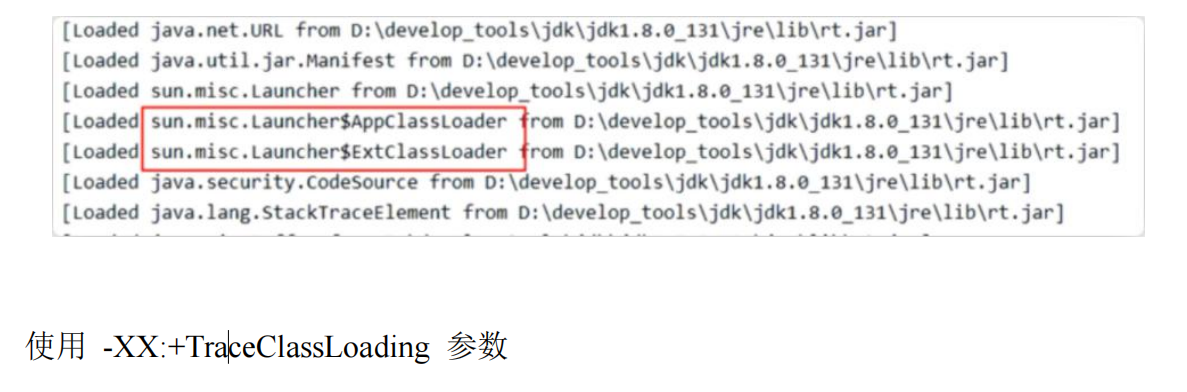 [Loaded java.net.URL from D:\develop_tools\jdk\jdk1.8.0_131\jre\lib\rt.jar]
[Loaded java.util.jar.Manifest from D:\develop_tools\jdk\jdk1.8.0_131\jre\lib\rt.jar]
[Loaded sun.misc.Launcher from D:\develop_tools\jdk\jdk1.8.0_131\jre\lib\rt.jar]
[Loaded sun.misc.Launcher$AppClassLoader from D:\develop_tools\jdk\jdk1.8.0_131\jre\lib\rt.jar]
[Loaded sun.misc.Launcher$ExtClassLoader from D:\develop_tools\jdk\jdk1.8.0_131\jre\lib\rt.jar]
[Loaded java.security.CodeSource from D:\develop_tools\jdk\jdk1.8.0_131\jre\lib\rt.jar]
[Loaded java.lang.StackTraceElement from D:\develop_tools\jdk\jdk1.8.0_131\jre\lib\rt.jar]
使用 -XX:+TraceClassLoading 参数